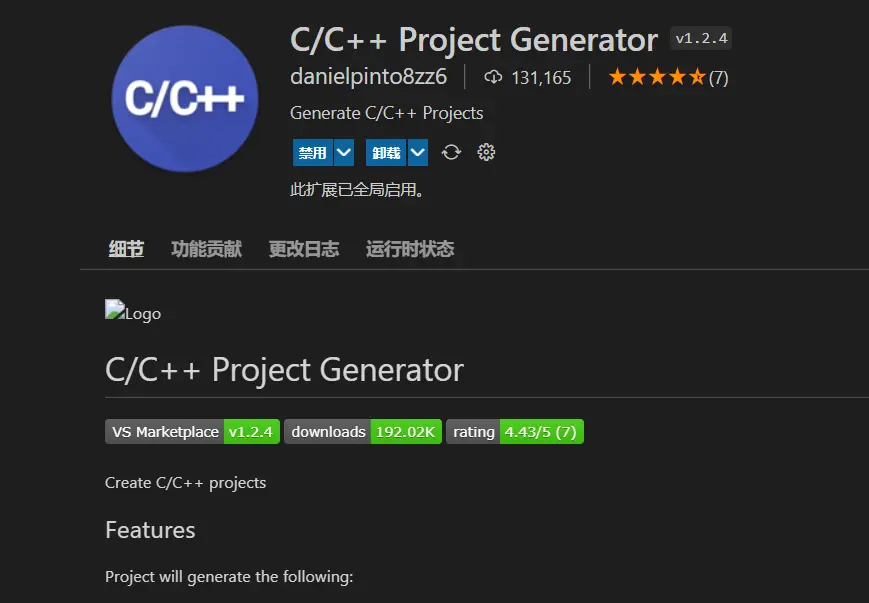 C/C++
C/C++ Project Generator v1.2.4
danielpinto8zz6 131,165 (7)
Generate C/C++ Projects
禁用 卸载
此扩展已全局启用。
细节 功能贡献 更改日志 运行时状态
Logo
C/C++ Project Generator
VS Marketplace v1.2.4 downloads 192.02K rating 4.43/5 (7)
Create C/C++ projects
Features
Project will generate the following: